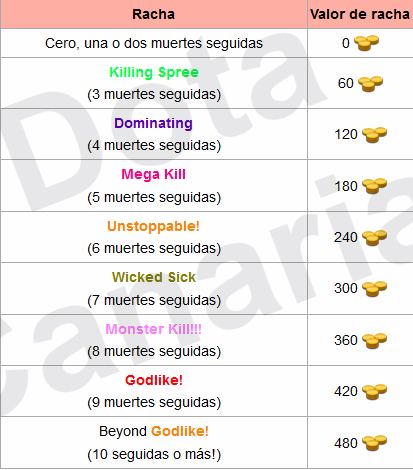 Racha Valor de racha
Cero, una o dos muertes seguidas 0
Killing Spree
(3 muertes seguidas) 60
Dominating
(4 muertes seguidas) 120
Mega Kill
(5 muertes seguidas) 180
Unstoppable!
(6 muertes seguidas) 240
Wicked Sick
(7 muertes seguidas) 300
Monster Kill!!!
(8 muertes seguidas) 360
Godlike!
(9 muertes seguidas) 420
Beyond Godlike!
(10 seguidas o más!) 480
Dota
Canaria